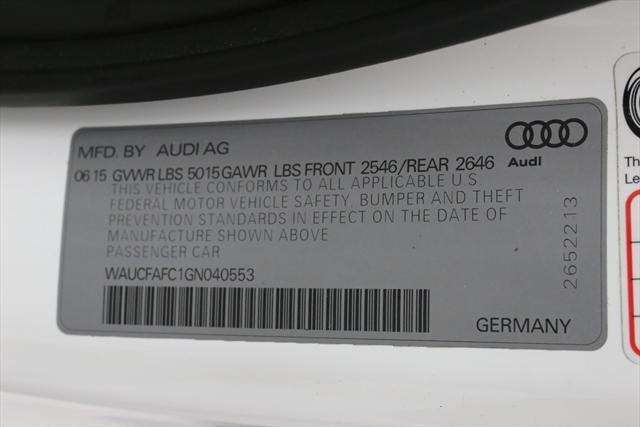 MFD. BY AUDI AG
Audi
06 15 GVWR LBS 5015 GAWR LBS FRONT 2546/REAR 2646
THIS VEHICLE CONFORMS TO ALL APPLICABLE U.S.
FEDERAL MOTOR VEHICLE SAFETY, BUMPER AND THEFT
PREVENTION STANDARDS IN EFFECT ON THE DATE OF
MANUFACTURE SHOWN ABOVE
PASSENGER CAR
WAUCFAFC1GN040553
GERMANY
2652213
Th
Le